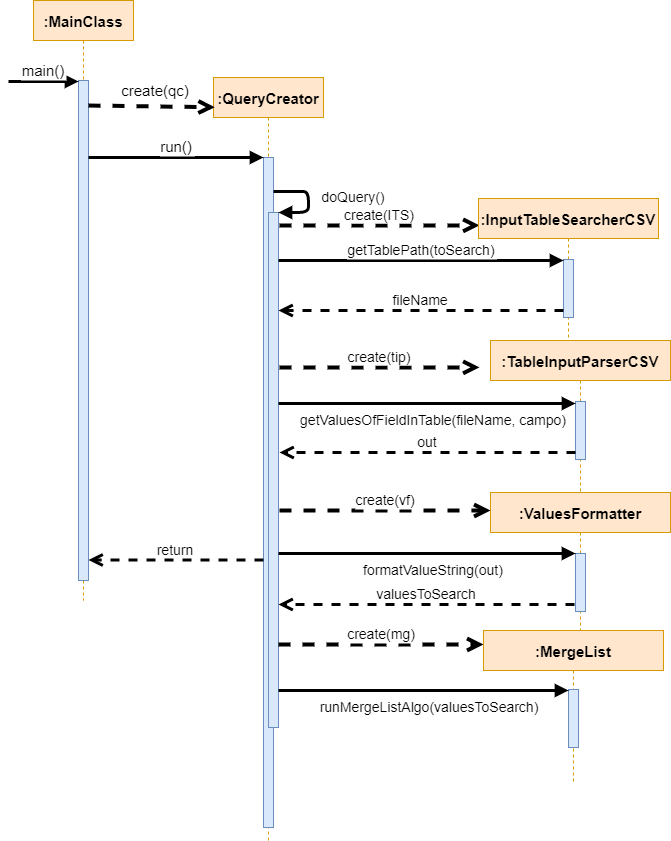 :MainClass
main()
create(qc)
:QueryCreator
run()
doQuery()
create(ITS)
:InputTableSearcherCSV
getTablePath(toSearch)
fileName
create(tip)
:TableInputParserCSV
getValuesOfFieldInTable(fileName, campo)
out
create(vf)
:ValuesFormatter
return
formatValueString(out)
valuesToSearch
create(mg)
:MergeList
runMergeListAlgo(valuesToSearch)